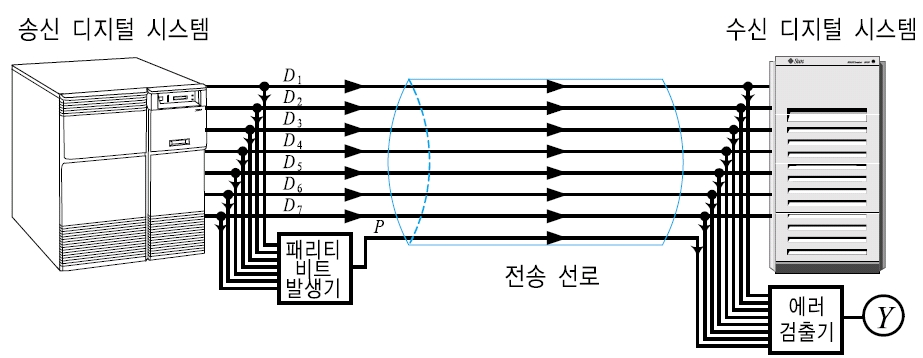 송신 디지털 시스템
수신 디지털 시스템
D1
D2
D3
D4
D5
D6
D7
P
패리티
비트
발생기
전송 선로
에러
검출기
Y
Sun